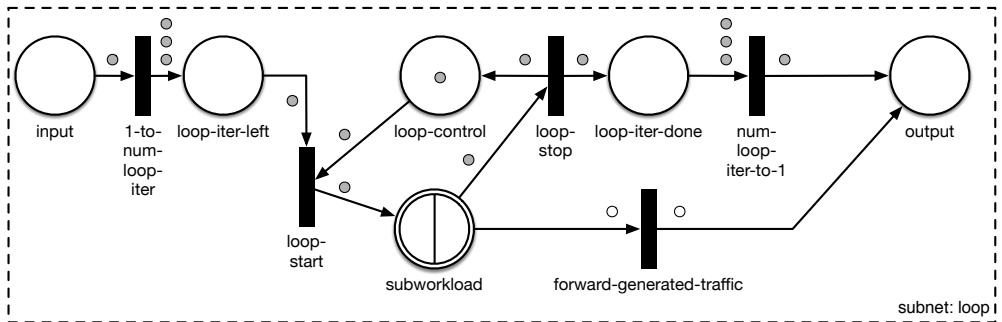 input
1-to-
num-
loop-
iter
loop-iter-left
loop-control
loop-
stop
loop-iter-done
num-
loop-
iter-to-1
output
loop-
start
subworkload
forward-generated-traffic
subnet: loop